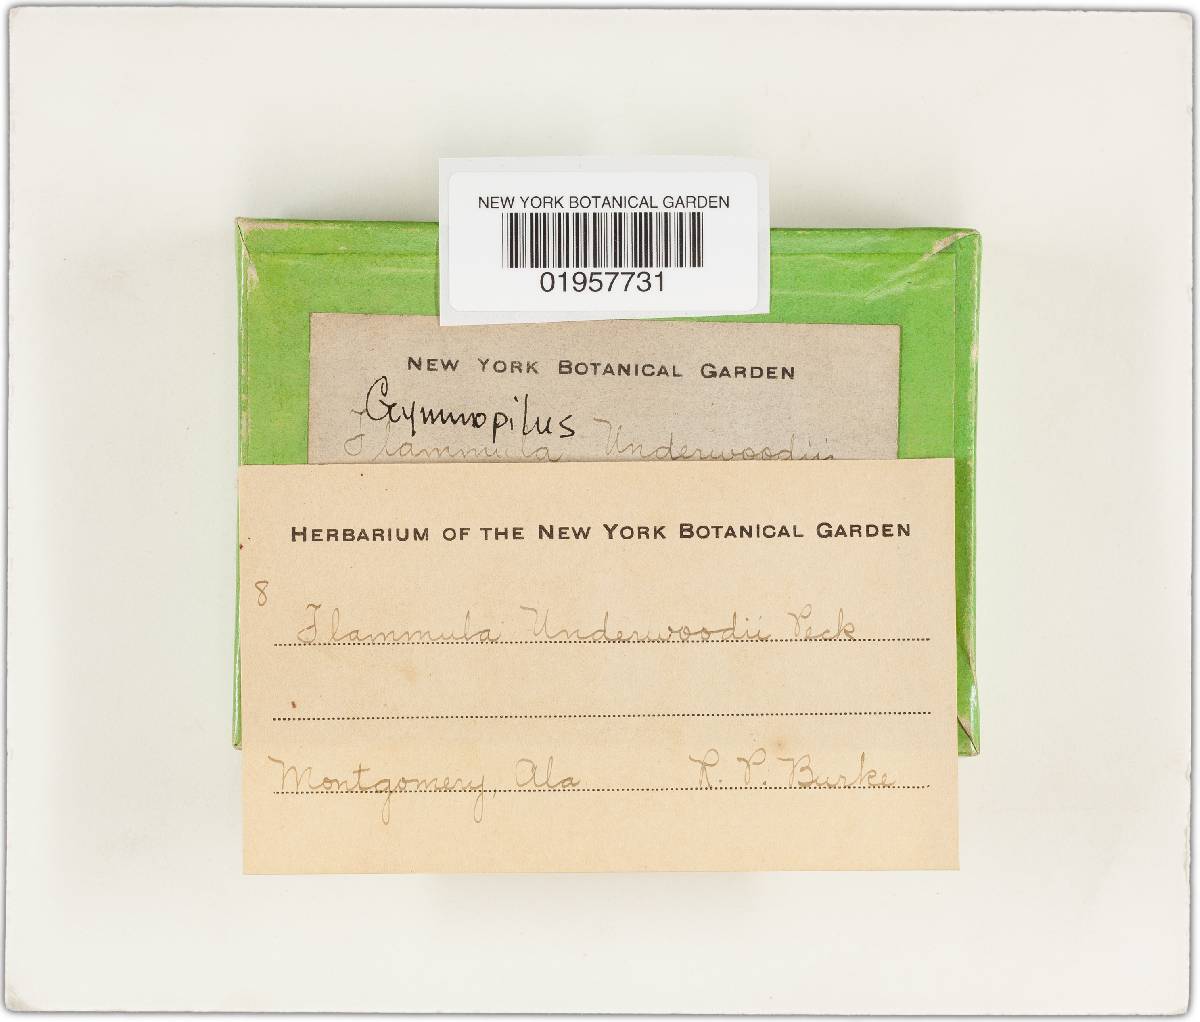 NEW YORK BOTANICAL GARDEN
01957731
NEW YORK BOTANICAL GARDEN
Gymnopilus
Flammula Underwoodii
HERBARIUM OF THE NEW YORK BOTANICAL GARDEN
8
Flammula Underwoodii Peck
Montgomery, Ala R. P. Burke